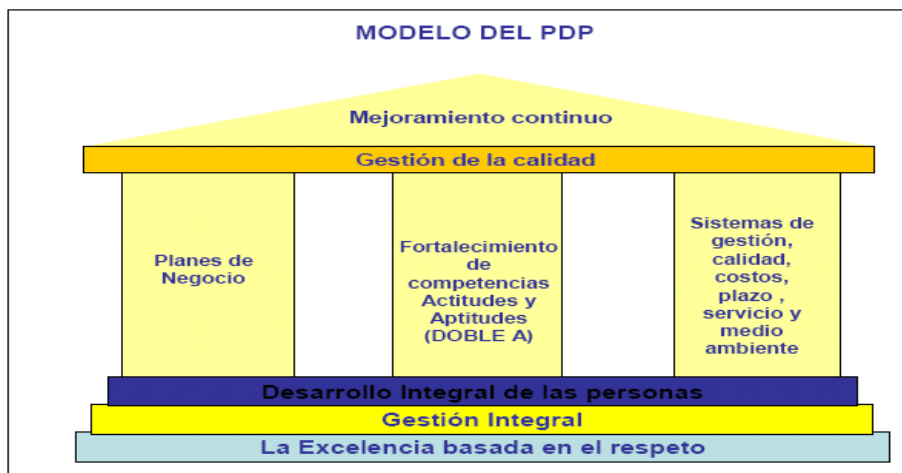 MODELO DEL PDP
Mejoramiento continuo
Gestión de la calidad
Planes de
Negocio
Fortalecimiento
de
competencias
Actitudes y
Aptitudes
(DOBLE A)
Sistemas de
gestión,
calidad,
costos,
plazo ,
servicio y
medio
ambiente
Desarrollo Integral de las personas
Gestión Integral
La Excelencia basada en el respeto